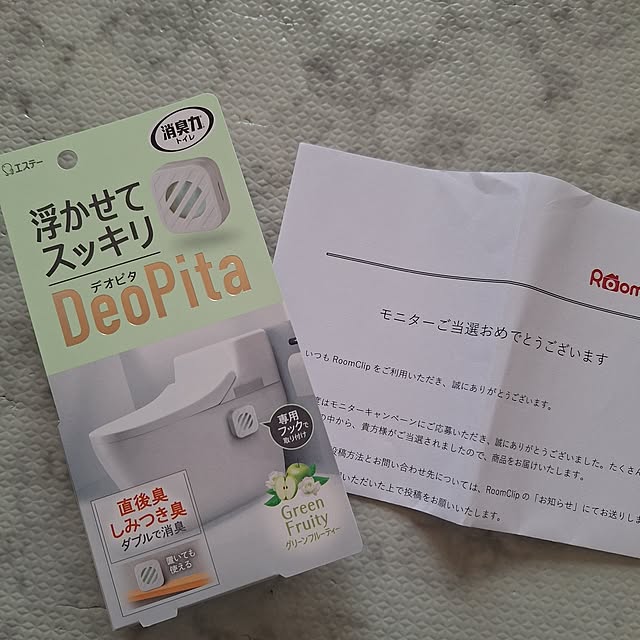 エステー
消臭力
トイレ
浮かせて
スッキリ
デオピタ
DeoPita
専用
フックで
取り付け
直後臭
しみつき臭
ダブルで消臭
置いても
使える
Green
Fruity
グリーンフルーティー
Room
モニターご当選おめでとうございます
いつも RoomClip をご利用いただき、誠にありがとうございます。
度はモニターキャンペーンにご応募いただき、誠にありがとうございました。たくさん
の中から、貴方様がご当選されましたので、商品をお届けいたします。
投稿方法とお問い合わせ先については、RoomClip の「お知らせ」にてお送りしま
いただいた上で投稿をお願いいたします。